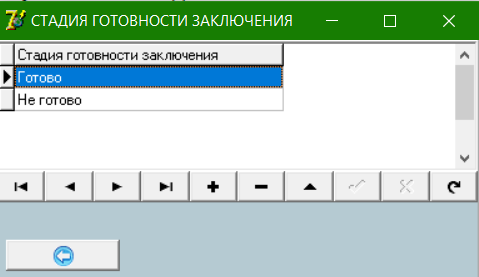 СТАДИЯ ГОТОВНОСТИ ЗАКЛЮЧЕНИЯ
Стадия готовности заключения
Готово
Не готово